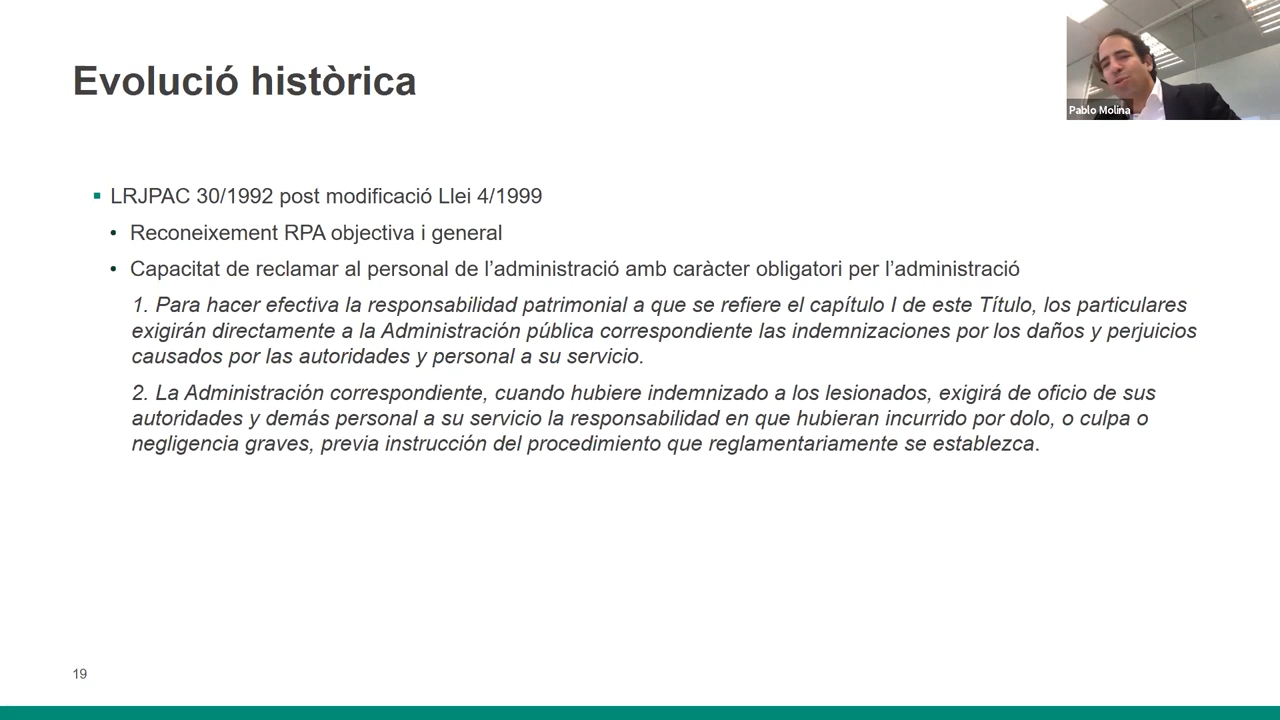 Evolució històrica
Pablo Molina
LRJPAC 30/1992 post modificació Llei 4/1999
Reconeixement RPA objectiva i general
Capacitat de reclamar al personal de l’administració amb caràcter obligatori per l’administració
1. Para hacer efectiva la responsabilidad patrimonial a que se refiere el capítulo I de este Título, los particulares
exigirán directamente a la Administración pública correspondiente las indemnizaciones por los daños y perjuicios
causados por las autoridades y personal a su servicio.
2. La Administración correspondiente, cuando hubiere indemnizado a los lesionados, exigirá de oficio de sus
autoridades y demás personal a su servicio la responsabilidad en que hubieran incurrido por dolo, o culpa o
negligencia graves, previa instrucción del procedimiento que reglamentariamente se establezca.
19